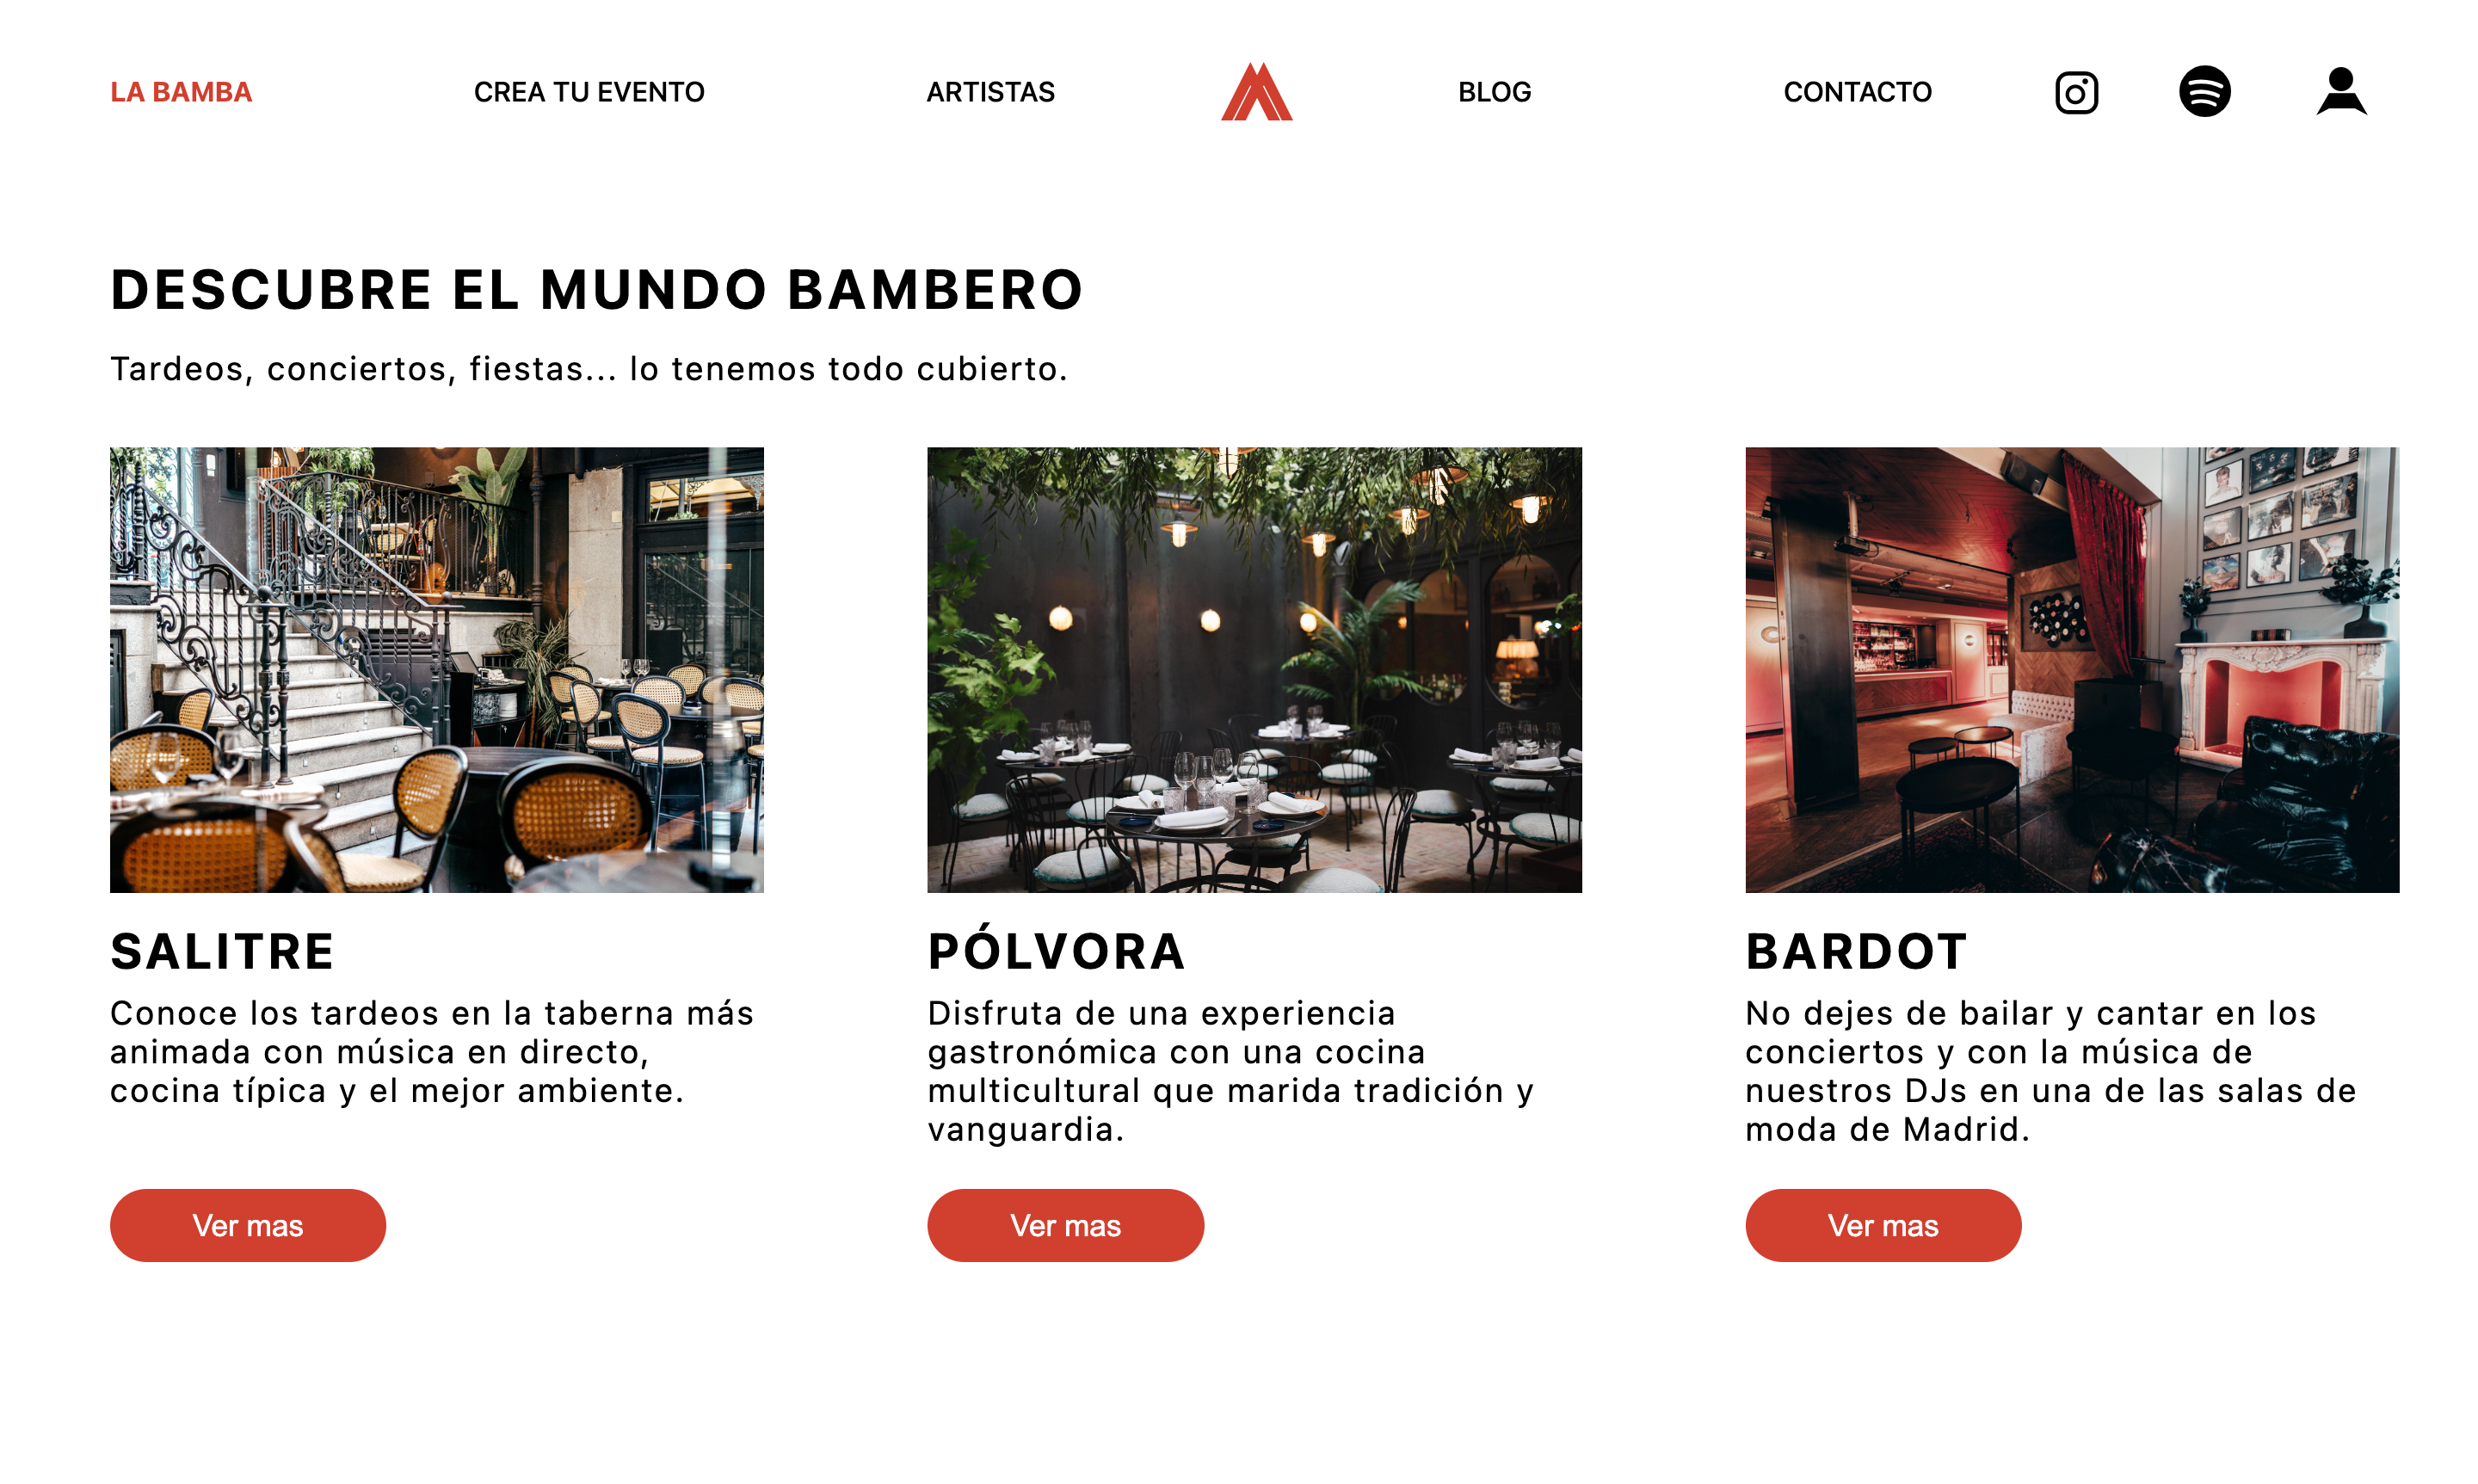 LA BAMBA CREA TU EVENTO ARTISTAS BLOG CONTACTO
DESCUBRE EL MUNDO BAMBERO
Tardeos, conciertos, fiestas... lo tenemos todo cubierto.
SALITRE
Conoce los tardeos en la taberna más
animada con música en directo,
cocina típica y el mejor ambiente.
Ver mas
PÓLVORA
Disfruta de una experiencia
gastronómica con una cocina
multicultural que marida tradición y
vanguardia.
Ver mas
BARDOT
No dejes de bailar y cantar en los
conciertos y con la música de
nuestros DJs en una de las salas de
moda de Madrid.
Ver mas